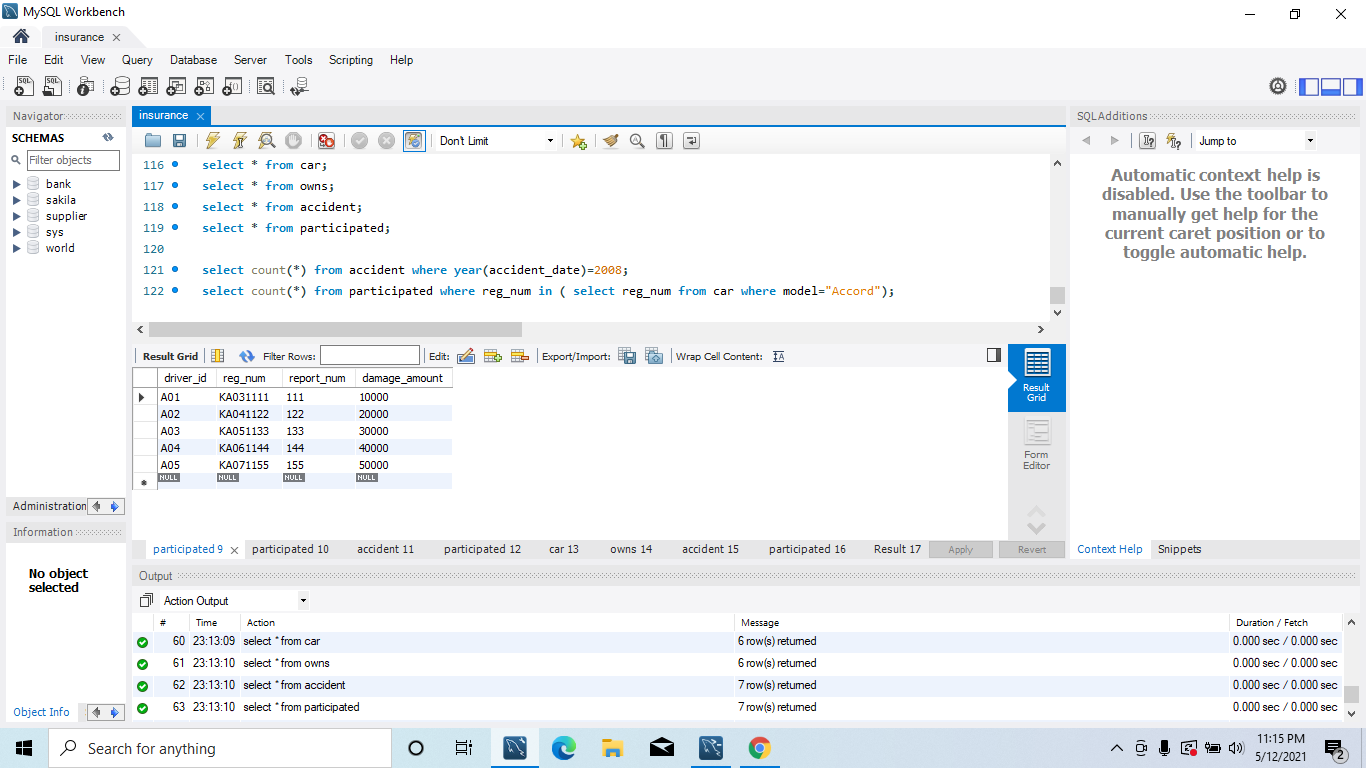 MySQL Workbench
insurance
File Edit View Query Database Server Tools Scripting Help
Navigator
SCHEMAS
Filter objects
bank
sakila
supplier
sys
world
Administration
Information
No object
selected
Object Info
insurance
Don't Limit
116 select * from car;
117 select * from owns;
118 select * from accident;
119 select * from participated;
120
121 select count(*) from accident where year(accident_date)=2008;
122 select count(*) from participated where reg_num in ( select reg_num from car where model="Accord");
Result Grid Filter Rows: Edit: Export/Import: Wrap Cell Content:
driver_id reg_num report_num damage_amount
A01 KA031111 111 10000
A02 KA041122 122 20000
A03 KA051133 133 30000
A04 KA061144 144 40000
A05 KA071155 155 50000
NULL NULL NULL NULL
Result
Grid
Form
Editor
participated 9 participated 10 accident 11 participated 12 car 13 owns 14 accident 15 participated 16 Result 17 Apply Revert
SQLAdditions
Jump to
Automatic context help is
disabled. Use the toolbar to
manually get help for the
current caret position or to
toggle automatic help.
Context Help Snippets
Output
Action Output
# Time Action Message Duration / Fetch
60 23:13:09 select * from car 6 row(s) returned 0.000 sec / 0.000 sec
61 23:13:10 select * from owns 6 row(s) returned 0.000 sec / 0.000 sec
62 23:13:10 select * from accident 7 row(s) returned 0.000 sec / 0.000 sec
63 23:13:10 select * from participated 7 row(s) returned 0.000 sec / 0.000 sec
Search for anything
11:15 PM
5/12/2021
2